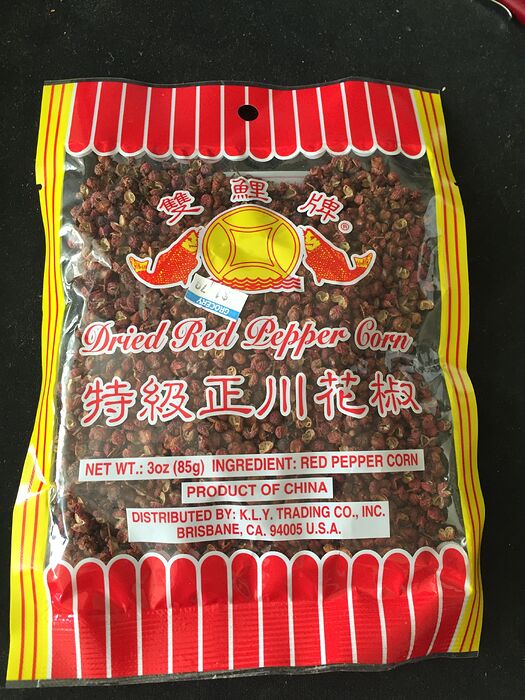 雙鯉牌®
GROCERY
Dried Red Pepper Corn
特級正川花椒
NET WT.: 3oz (85g) INGREDIENT: RED PEPPER CORN
PRODUCT OF CHINA
DISTRIBUTED BY: K.L.Y. TRADING CO., INC.
BRISBANE, CA. 94005 U.S.A.